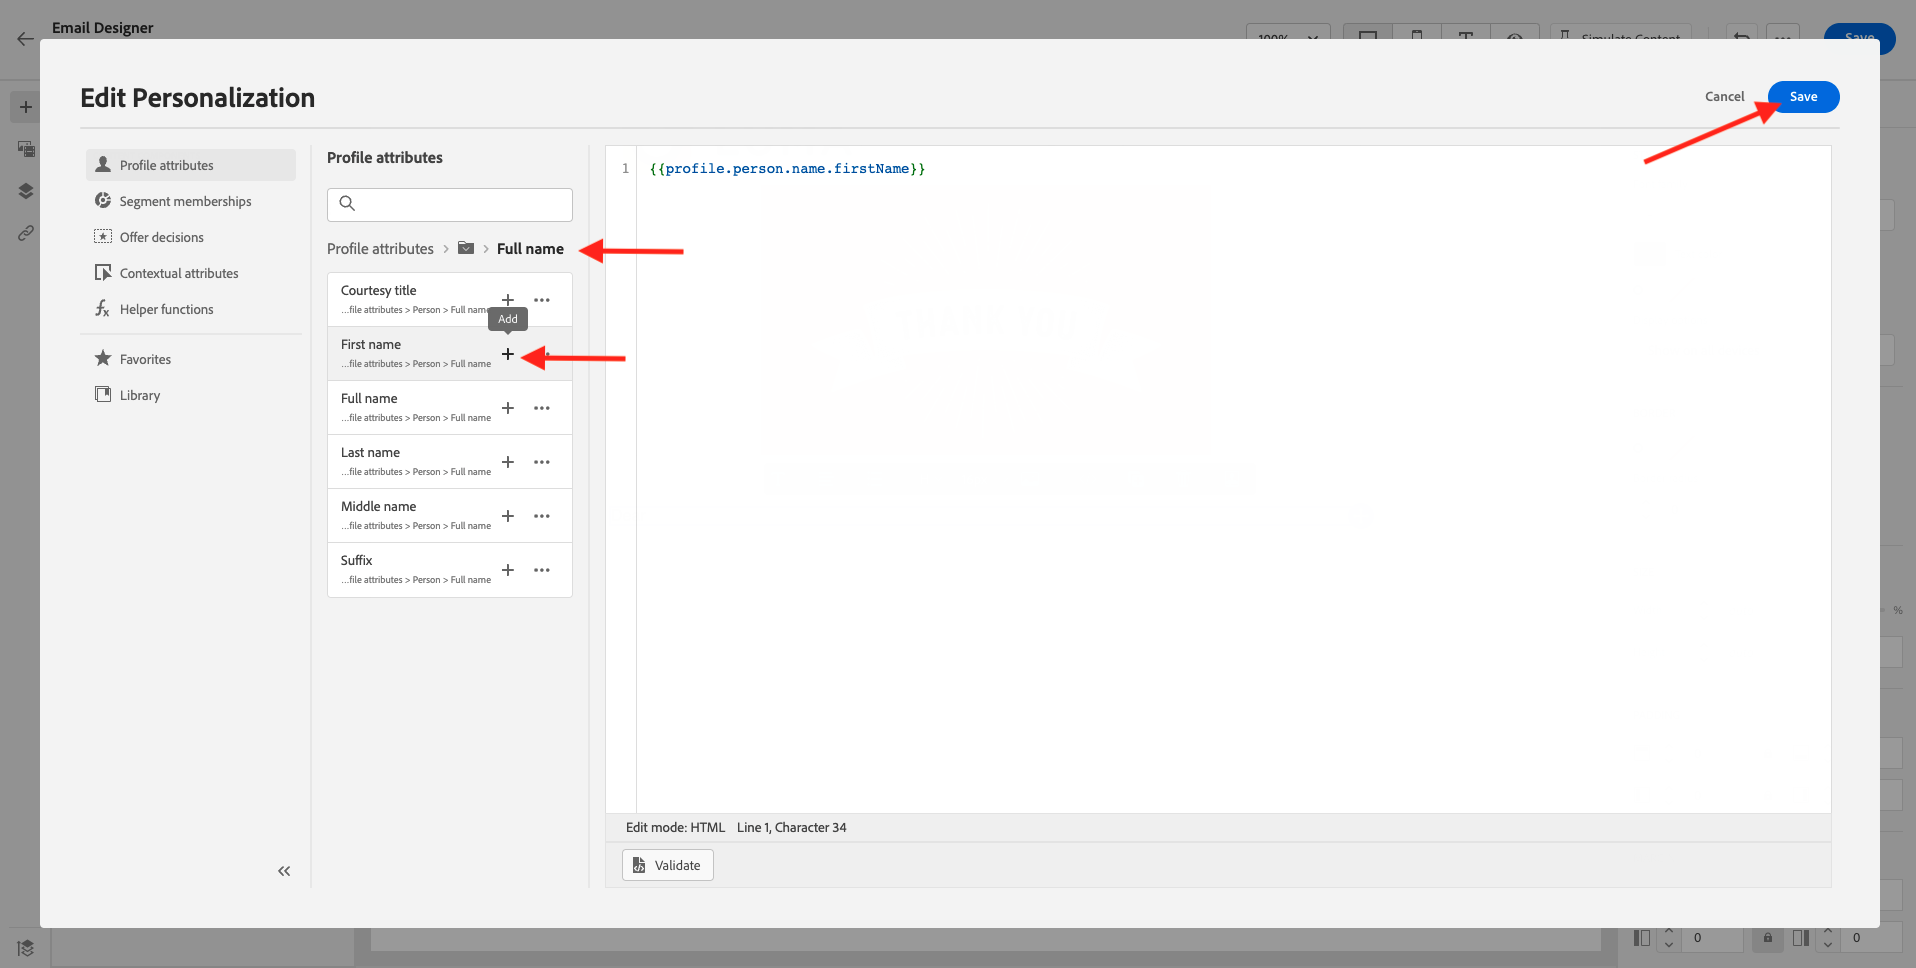 Email Designer
100%
Simulate Content
Save
Edit Personalization
Cancel
Save
Profile attributes
Segment memberships
Offer decisions
Contextual attributes
Helper functions
Favorites
Library
Profile attributes
Profile attributes > > Full name
Courtesy title
...file attributes > Person > Full name
Add
First name
...file attributes > Person > Full name
Full name
...file attributes > Person > Full name
Last name
...file attributes > Person > Full name
Middle name
...file attributes > Person > Full name
Suffix
...file attributes > Person > Full name
1 {{profile.person.name.firstName}}
THANK YOU
Edit mode: HTML Line 1, Character 34
Validate
%
0
0